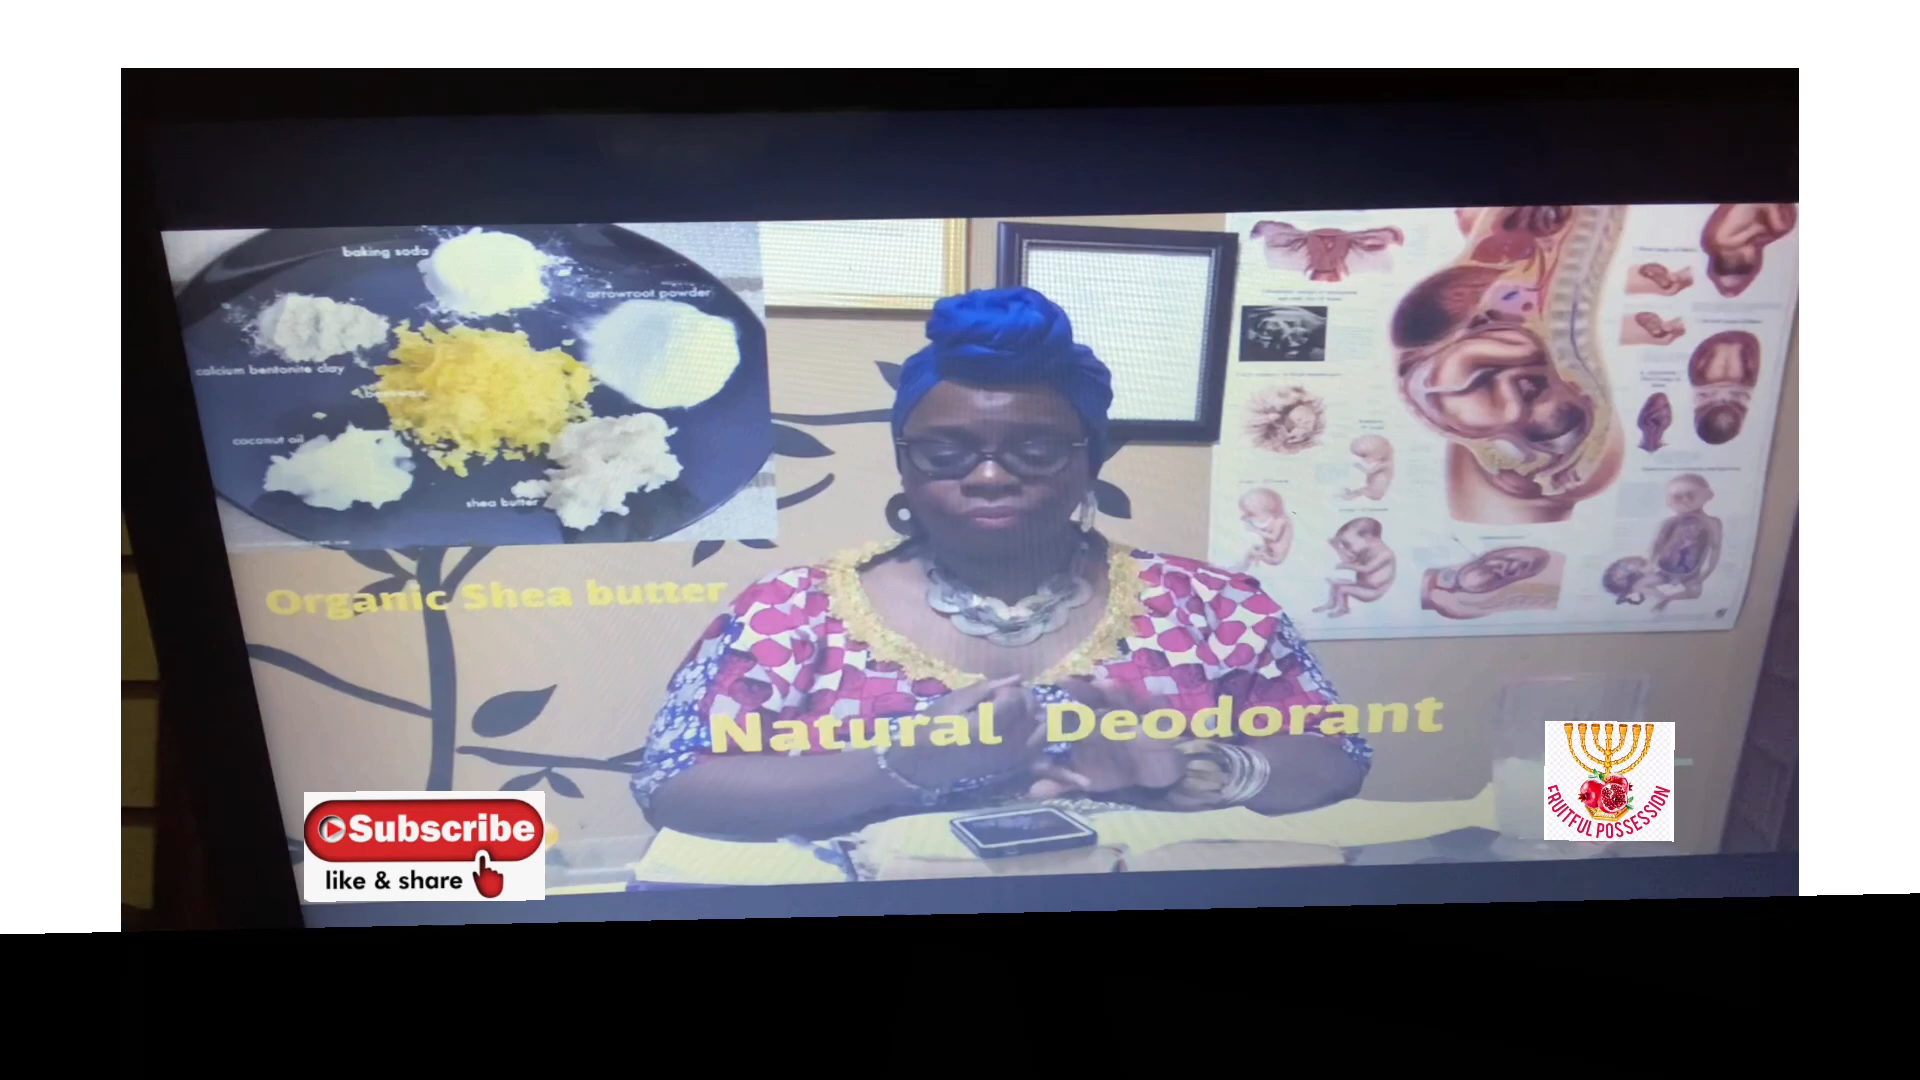 baking soda
arrowroot powder
calcium bentonite clay
beeswax
coconut oil
shea butter
Organic Shea butter
Natural Deodorant
Subscribe
like & share
FRUITFUL POSSESSION